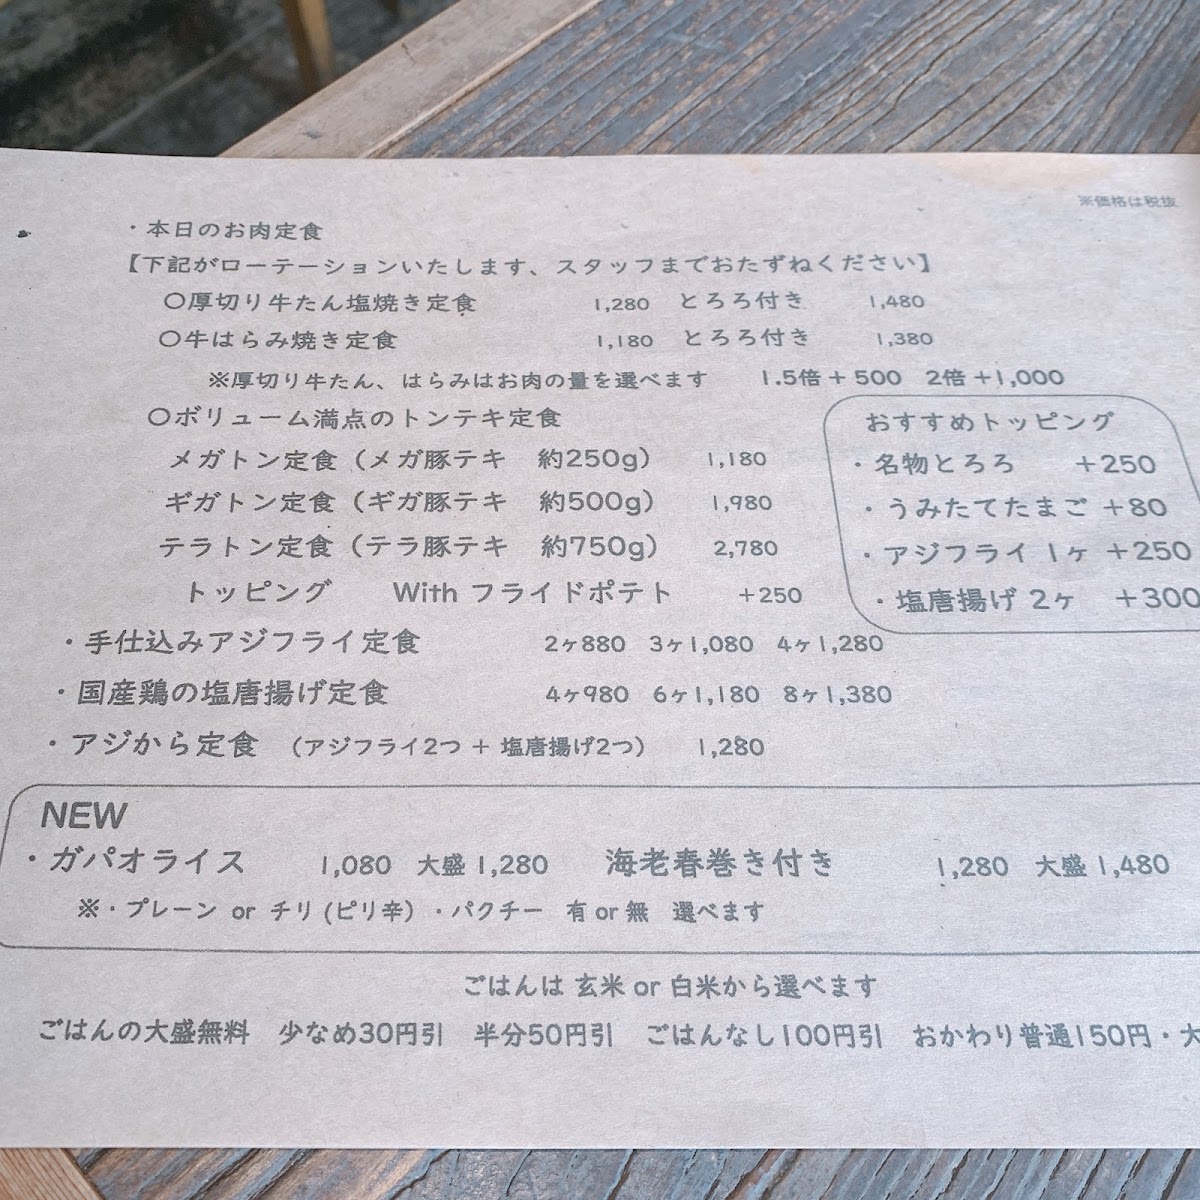 ※価格は税抜
・本日のお肉定食
【下記がローテーションいたします、スタッフまでおたずねください】
〇厚切り牛たん塩焼き定食 1,280 とろろ付き 1,480
〇牛はらみ焼き定食 1,180 とろろ付き 1,380
※厚切り牛たん、はらみはお肉の量を選べます 1.5倍+500 2倍+1,000
〇ボリューム満点のトンテキ定食
メガトン定食（メガ豚テキ 約250g） 1,180
ギガトン定食（ギガ豚テキ 約500g） 1,980
テラトン定食（テラ豚テキ 約750g） 2,780
トッピング With フライドポテト +250
おすすめトッピング
・名物とろろ +250
・うみたてたまご +80
・アジフライ 1ヶ +250
・塩唐揚げ 2ヶ +300
・手仕込みアジフライ定食 2ヶ880 3ヶ1,080 4ヶ1,280
・国産鶏の塩唐揚げ定食 4ヶ980 6ヶ1,180 8ヶ1,380
・アジから定食 （アジフライ2つ + 塩唐揚げ2つ） 1,280
NEW
・ガパオライス 1,080 大盛 1,280 海老春巻き付き 1,280 大盛 1,480
※・プレーン or チリ (ピリ辛）・パクチー 有 or 無 選べます
ごはんは 玄米 or 白米から選べます
ごはんの大盛無料 少なめ30円引 半分50円引 ごはんなし100円引 おかわり普通150円・大